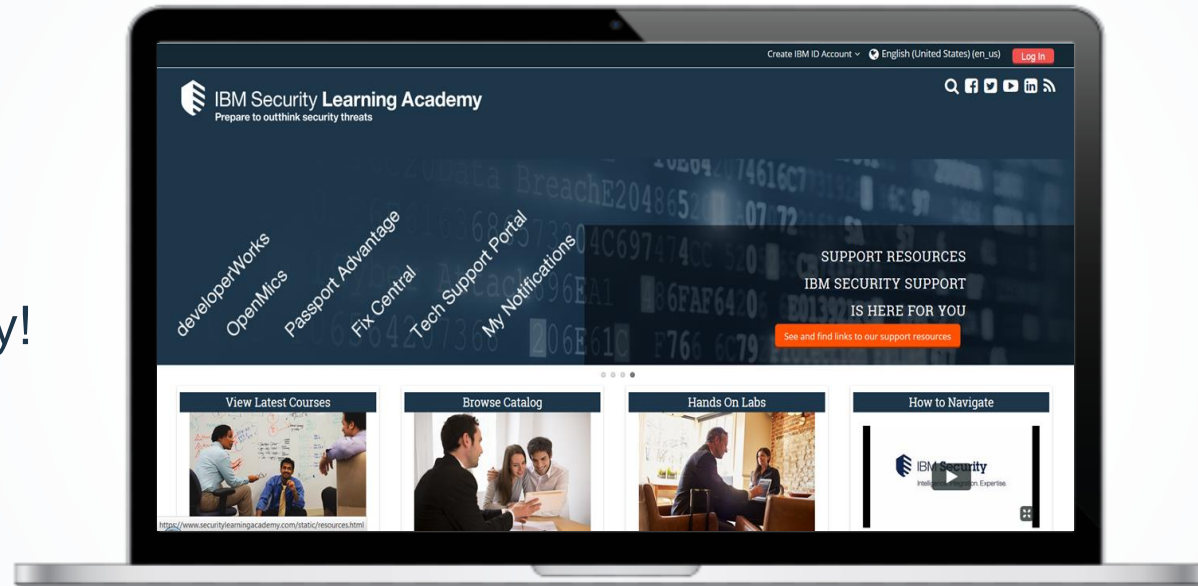 y!
Create IBM ID Account
English (United States) (en_us)
Log In
IBM Security Learning Academy
Prepare to outthink security threats
developerWorks
OpenMics
Passport Advantage
Fix Central
Tech Support Portal
My Notifications
SUPPORT RESOURCES
IBM SECURITY SUPPORT
IS HERE FOR YOU
See and find links to our support resources
View Latest Courses
Browse Catalog
Hands On Labs
How to Navigate
IBM Security
https://www.securitylearningacademy.com/static/resources.html